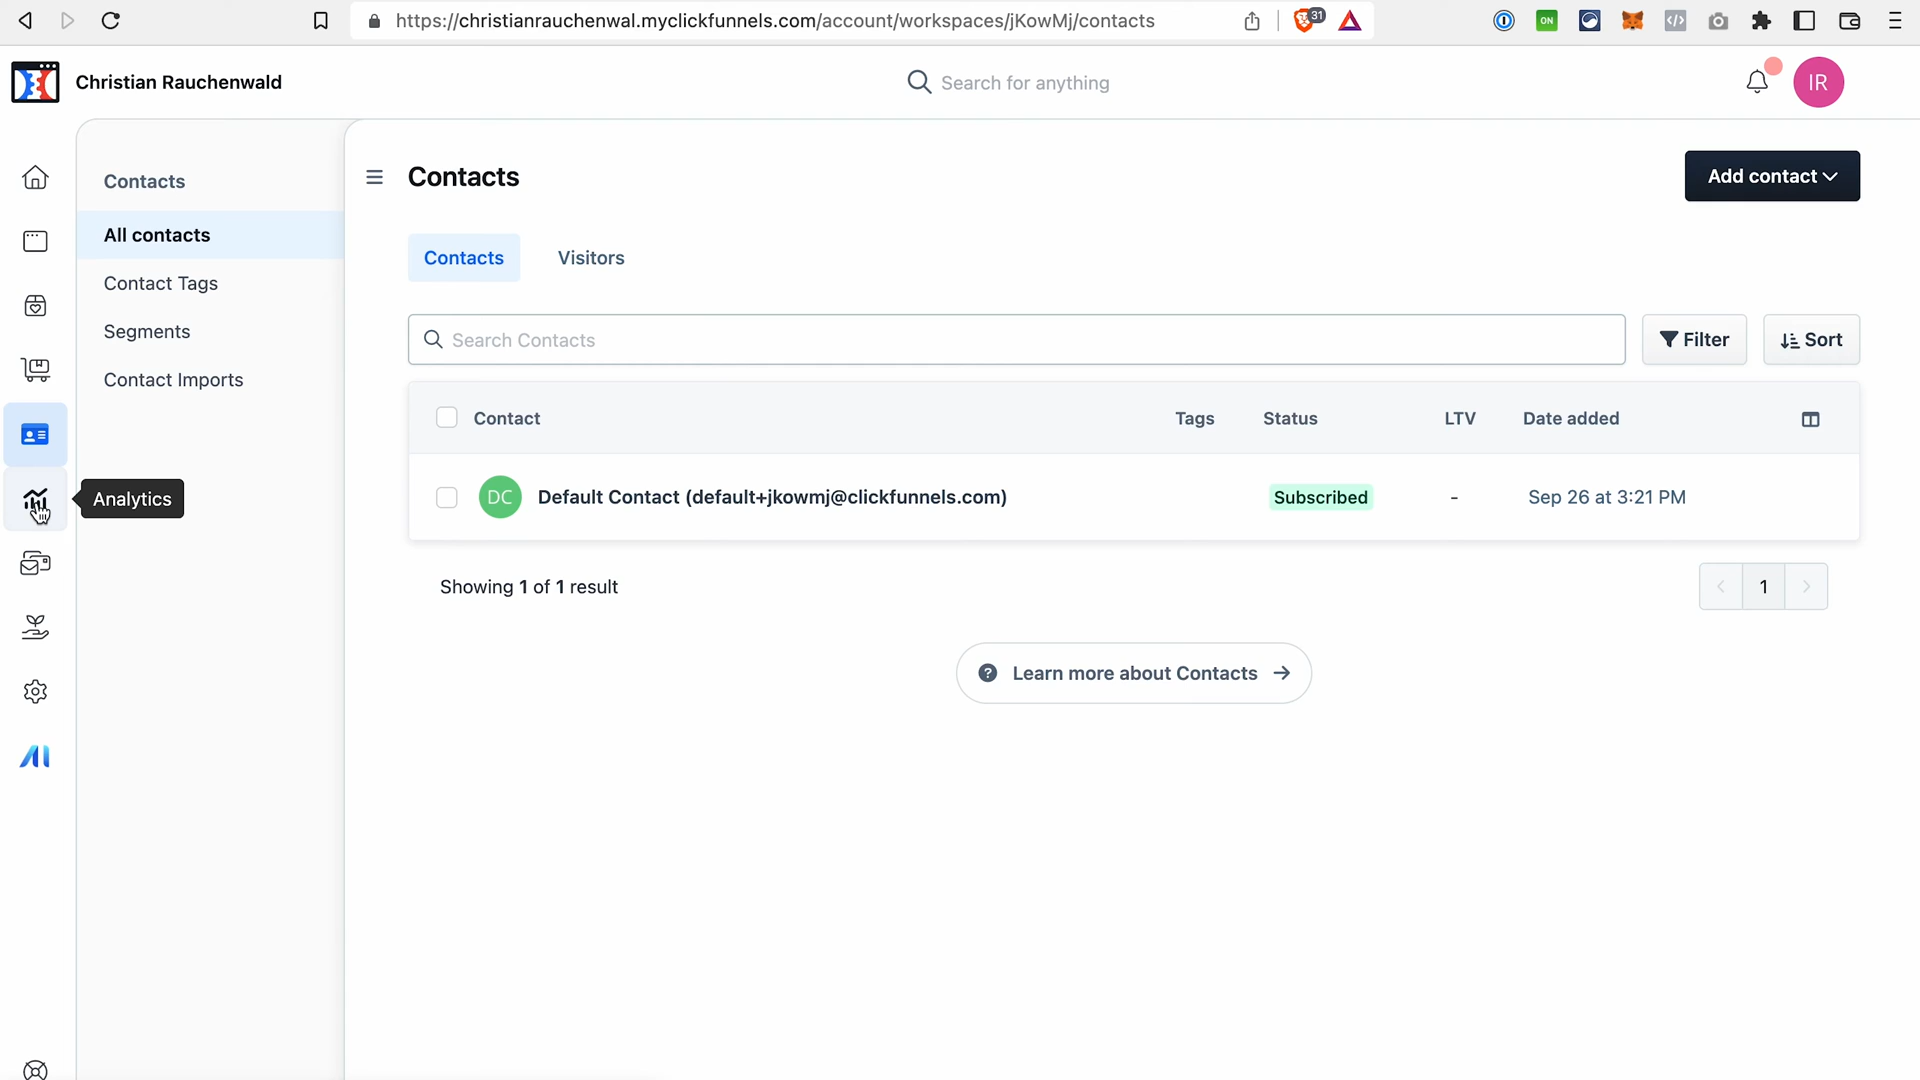 https://christianrauchenwal.myclickfunnels.com/account/workspaces/jKowMj/contacts
31
ON
Christian Rauchenwald
Search for anything
IR
Contacts
All contacts
Contact Tags
Segments
Contact Imports
Analytics
Contacts
Add contact
Contacts
Visitors
Search Contacts
Filter
Sort
Contact
Tags
Status
LTV
Date added
DC
Default Contact (default+jkowmj@clickfunnels.com)
Subscribed
-
Sep 26 at 3:21 PM
Showing 1 of 1 result
1
? Learn more about Contacts →